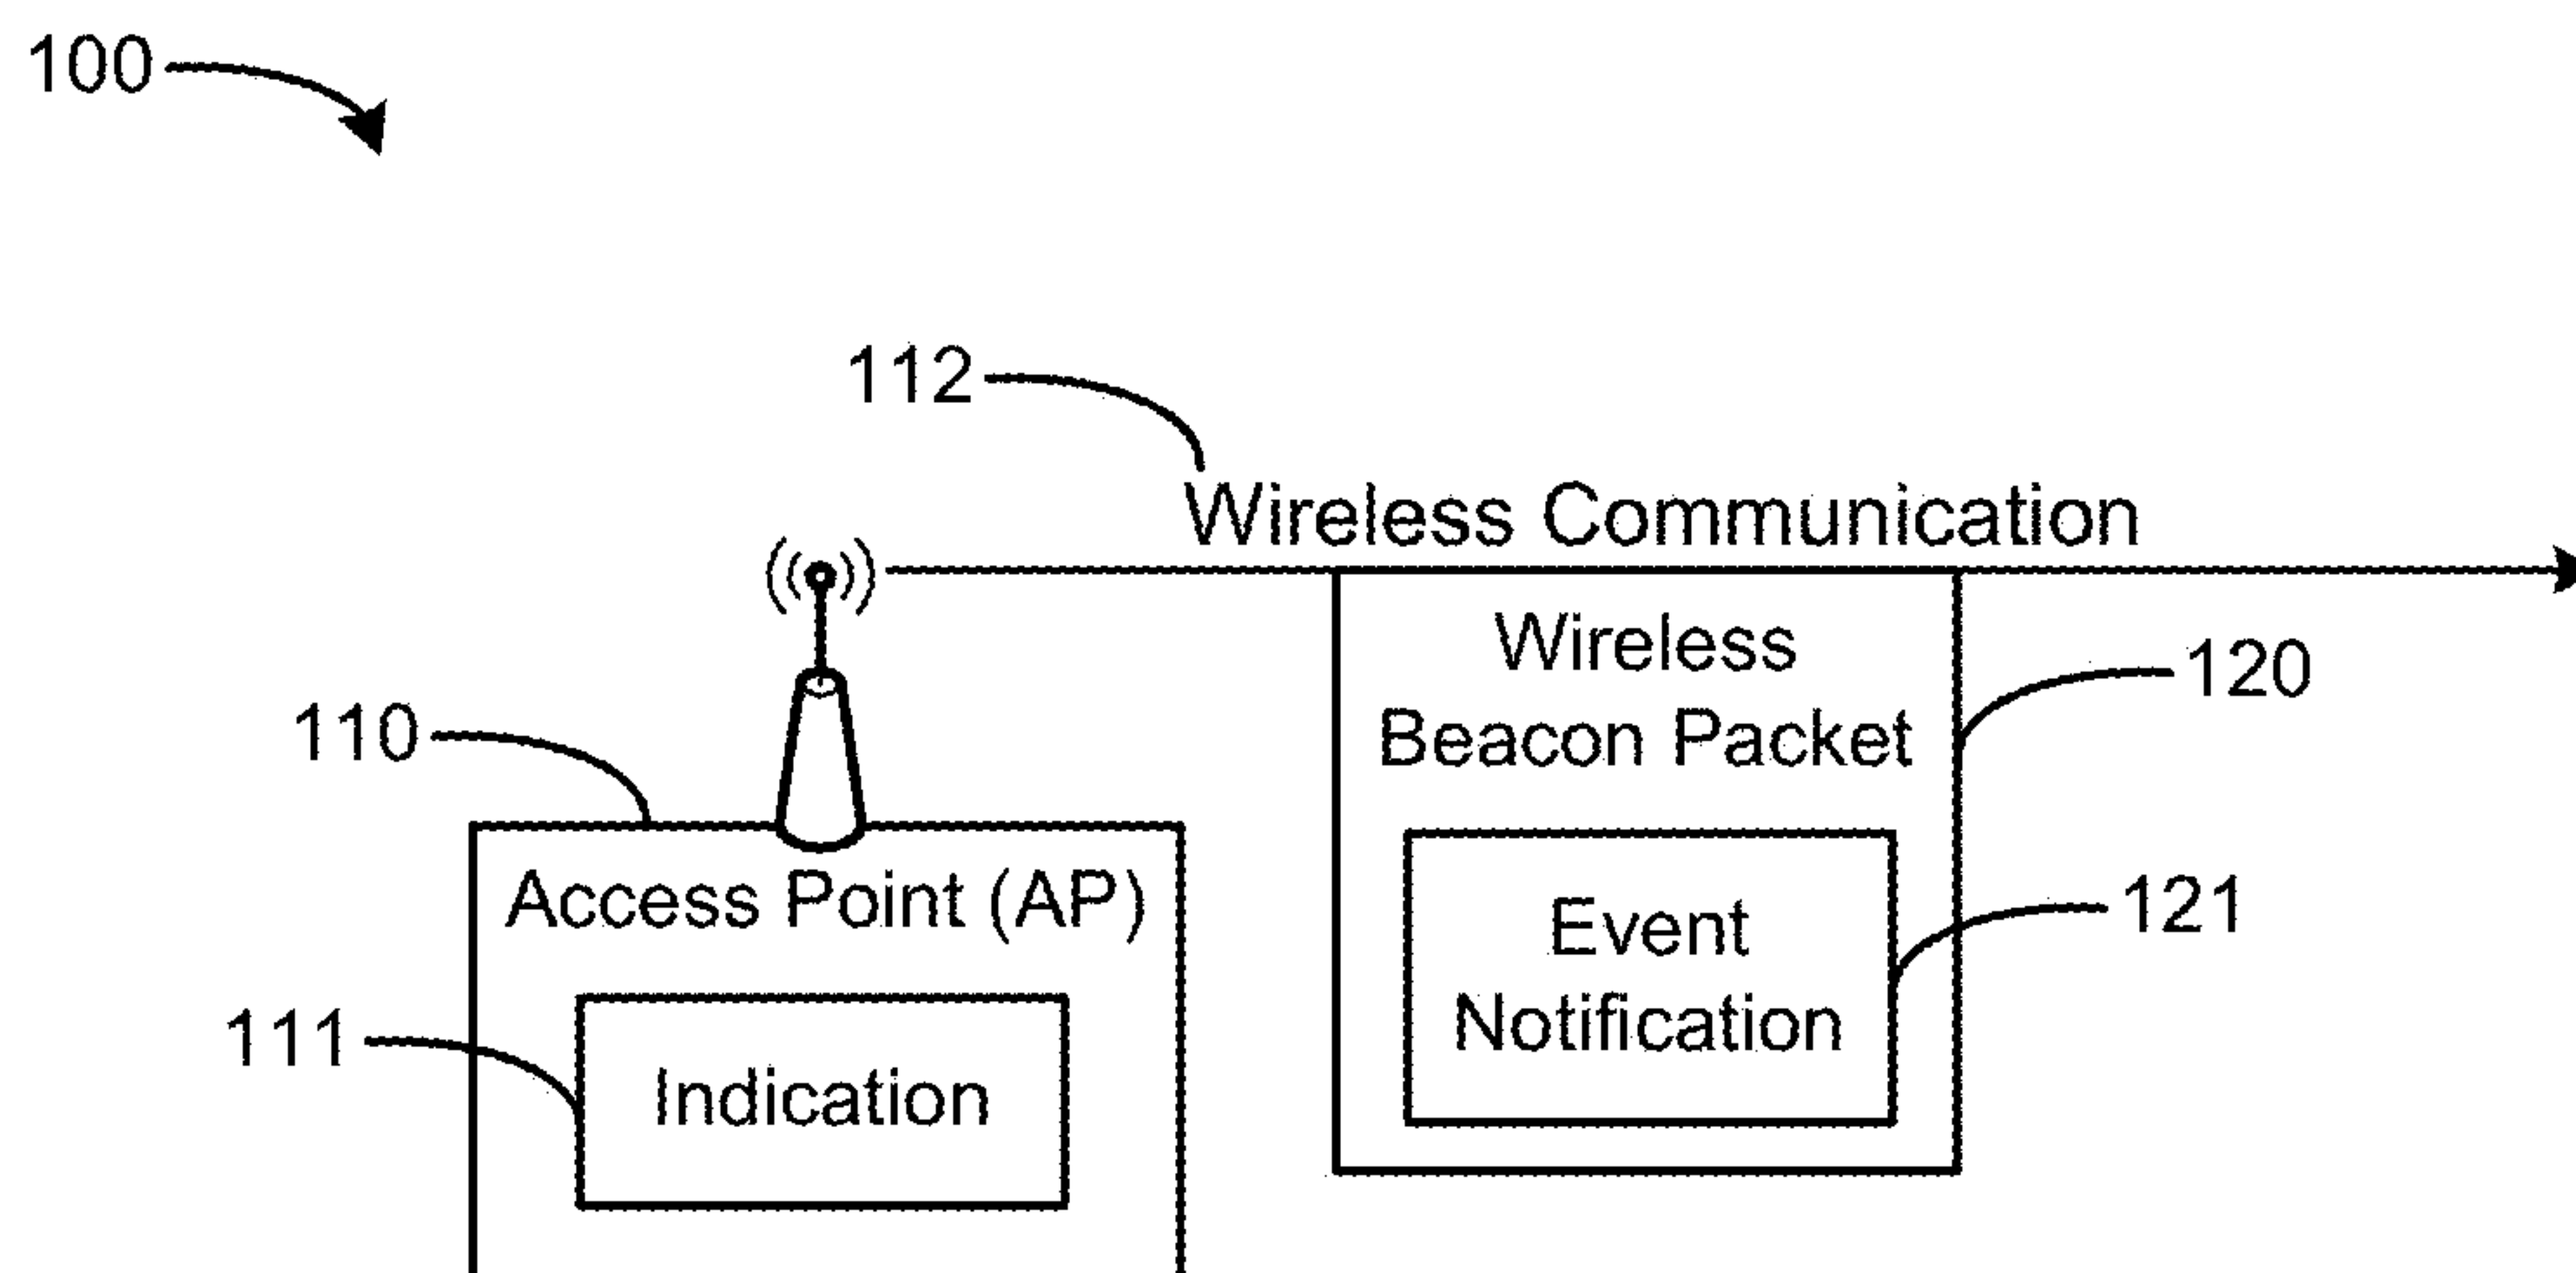 100
112
Wireless Communication
Wireless
Beacon Packet
120
110
Access Point (AP)
Event
Notification
121
111
Indication